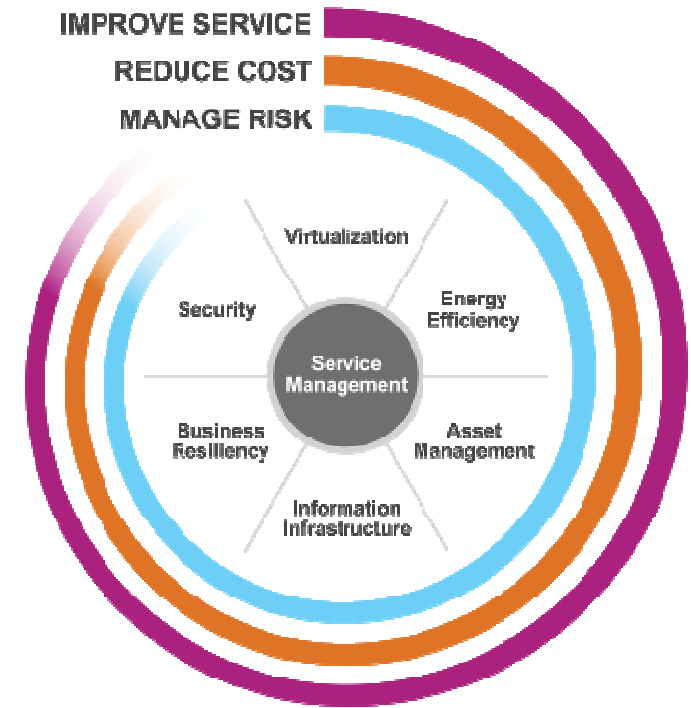 IMPROVE SERVICE
REDUCE COST
MANAGE RISK
Virtualization
Security
Energy
Efficiency
Service
Management
Business
Resiliency
Asset
Management
Information
Infrastructure